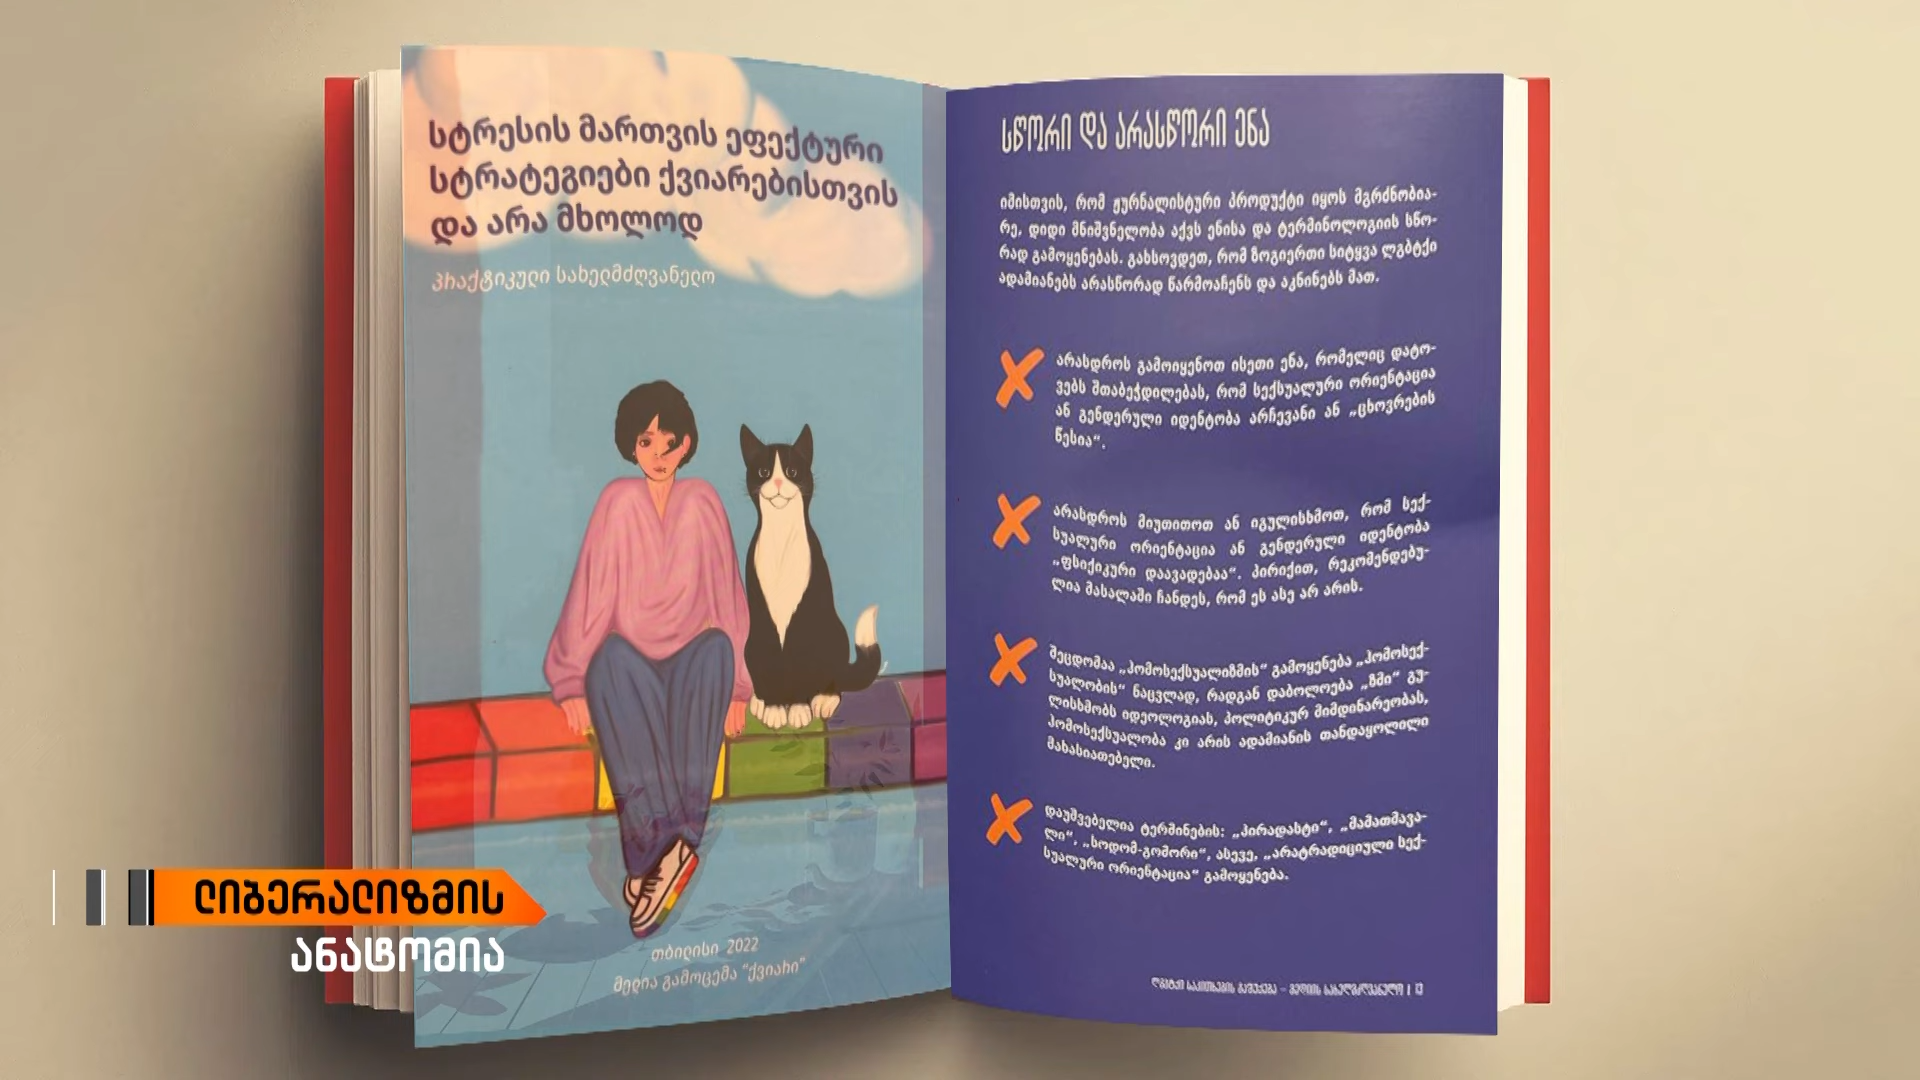 სტრესის მართვის ეფექტური
სტრატეგიები ქვიარებისთვის
და არა მხოლოდ
პრაქტიკული სახელმძღვანელო
თბილისი 2022
მედია გამოცემა "ქვიარი"
სწორი და არასწორი ენა
იმისთვის, რომ ჟურნალისტური პროდუქტი იყოს მგრძნობია-
რე, დიდი მნიშვნელობა აქვს ენისა და ტერმინოლოგიის სწო-
რად გამოყენებას. გახსოვდეთ, რომ ზოგიერთი სიტყვა ლგბტქი
ადამიანებს არასწორად წარმოაჩენს და აკნინებს მათ.
არასდროს გამოიყენოთ ისეთი ენა, რომელიც დატო-
ვებს შთაბეჭდილებას, რომ სექსუალური ორიენტაცია
ან გენდერული იდენტობა არჩევანი ან „ცხოვრების
წესია“.
არასდროს მიუთითოთ ან იგულისხმოთ, რომ სექ-
სუალური ორიენტაცია ან გენდერული იდენტობა
„ფსიქიკური დაავადებაა“. პირიქით, რეკომენდებუ-
ლია მასალაში ჩანდეს, რომ ეს ასე არ არის.
შეცდომაა „ჰომოსექსუალიზმის“ გამოყენება „ჰომოსექ-
სუალობის“ ნაცვლად, რადგან დაბოლოება „ზმი“ გუ-
ლისხმობს იდეოლოგიას, პოლიტიკურ მიმდინარეობას,
ჰომოსექსუალობა კი არის ადამიანის თანდაყოლილი
მახასიათებელი.
დაუშვებელია ტერმინების: „პიდარასტი“, „მამათმავა-
ლი“, „სოდომ-გომორი“, ასევე, „არატრადიციული სექ-
სუალური ორიენტაცია“ გამოყენება.
ლგბტქი საკითხების გაშუქება – მედიის სახელმძღვანელო | 13
ლიბერალიზმის
ანატომია